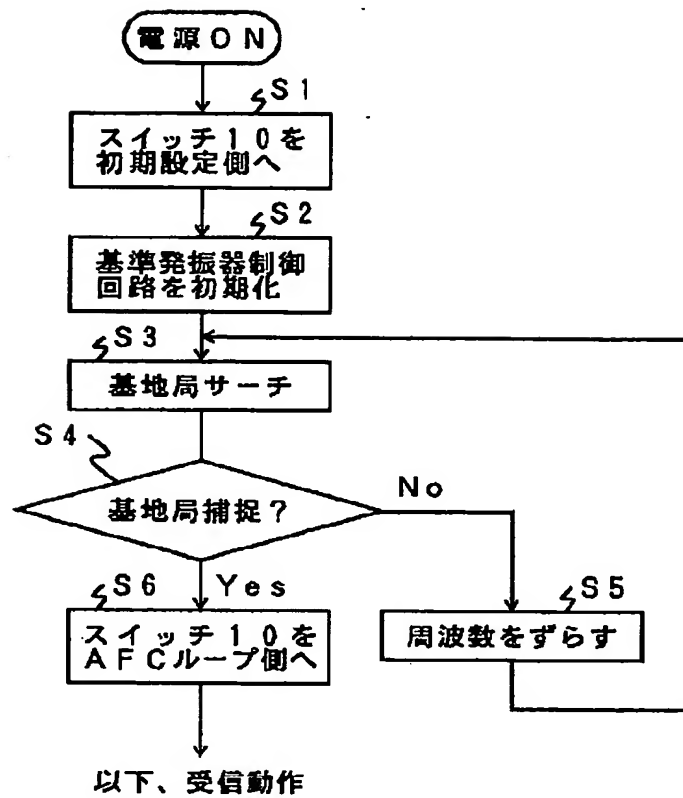 電源ON
S1
スイッチ10を
初期設定側へ
S2
基準発振器制御
回路を初期化
S3
基地局サーチ
S4
基地局捕捉?
No
S6
Yes
S5
スイッチ10を
AFCループ側へ
周波数をずらす
以下、受信動作